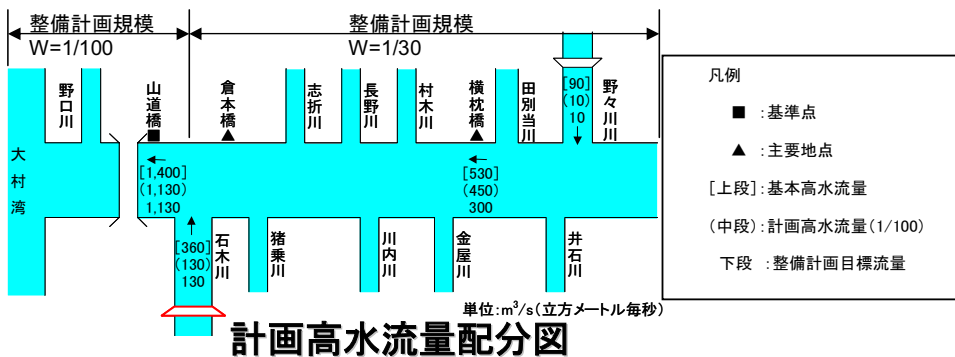 整備計画規模
W=1/100
整備計画規模
W=1/30
野口川
山道橋
倉本橋
志折川
長野川
村木川
横枕橋
田別当川
野々川川
[90]
(10)
10
大村湾
[1,400]
(1,130)
1,130
[530]
(450)
300
[360]
(130)
130
石木川
猪乗川
川内川
金屋川
井石川
単位:m³/s(立方メートル毎秒)
計画高水流量配分図
凡例
■ :基準点
▲ :主要地点
[上段]:基本高水流量
(中段):計画高水流量(1/100)
下段 :整備計画目標流量